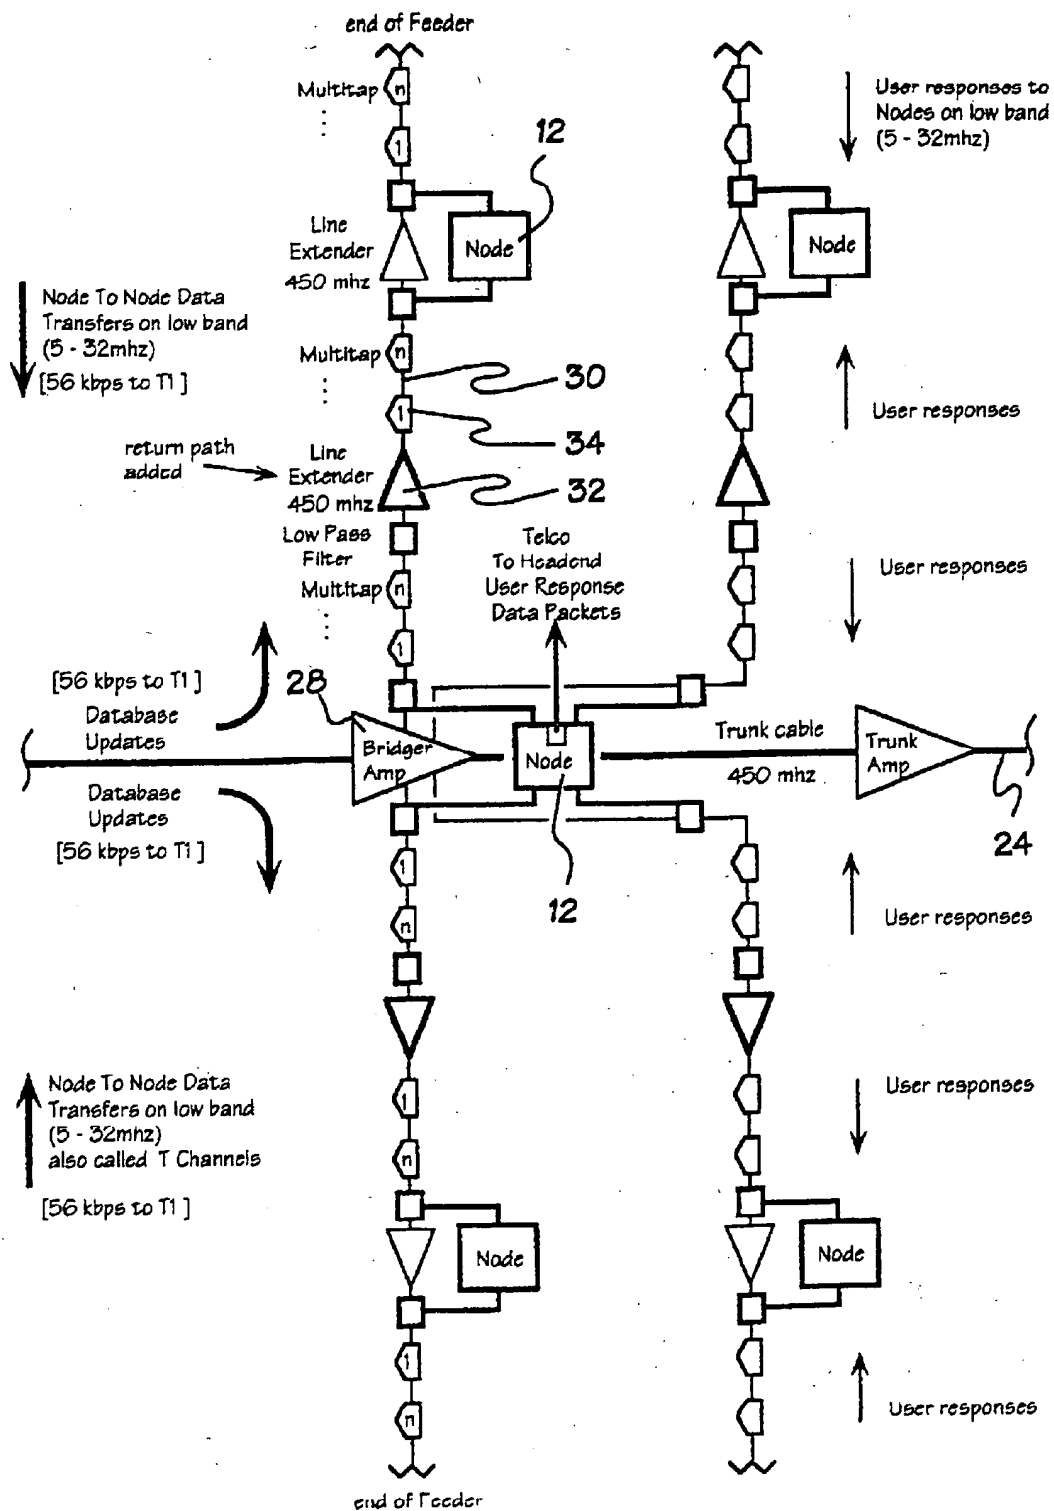 end of Feeder
Multitap
n
User responses to
Nodes on low band
(5 - 32mhz)
12
1
Line
Extender
450 mhz
Node
Node
Node To Node Data
Transfers on low band
(5 - 32mhz)
[56 kbps to T1]
Multitap
n
30
1
34
User responses
return path
added
Line
Extender
450 mhz
32
Low Pass
Filter
Telco
To Headend
User Response
Data Packets
User responses
Multitap
n
1
[56 kbps to T1]
28
Database
Updates
Bridger
Amp
Node
Trunk cable
450 mhz
Trunk
Amp
Database
Updates
[56 kbps to T1]
24
1
12
n
User responses
Node To Node Data
Transfers on low band
(5 - 32mhz)
also called T Channels
[56 kbps to T1]
1
User responses
n
Node
Node
1
User responses
n
end of Feeder